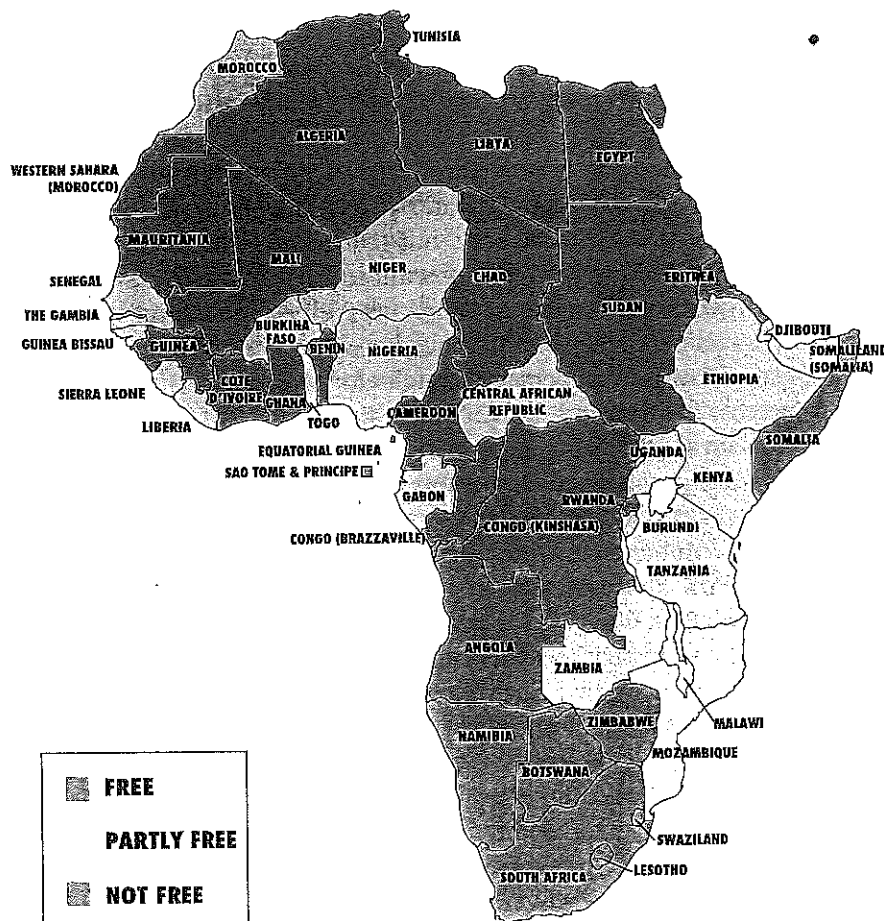 TUNISIA
MOROCCO
ALGERIA
LIBYA
EGYPT
WESTERN SAHARA
(MOROCCO)
MAURITANIA
MALI
NIGER
CHAD
SUDAN
ERITREA
SENEGAL
THE GAMBIA
GUINEA BISSAU
GUINEA
BURKINA
FASO
BENIN
NIGERIA
DJIBOUTI
SOMALILAND
(SOMALIA)
ETHIOPIA
SIERRA LEONE
COTE
D'IVOIRE
GHANA
TOGO
LIBERIA
CAMEROON
CENTRAL AFRICAN
REPUBLIC
SOMALIA
EQUATORIAL GUINEA
SAO TOME & PRINCIPE
UGANDA
KENYA
GABON
RWANDA
CONGO (KINSHASA)
BURUNDI
CONGO (BRAZZAVILLE)
TANZANIA
ANGOLA
ZAMBIA
MALAWI
NAMIBIA
ZIMBABWE
MOZAMBIQUE
BOTSWANA
SWAZILAND
LESOTHO
SOUTH AFRICA
FREE
PARTLY FREE
NOT FREE